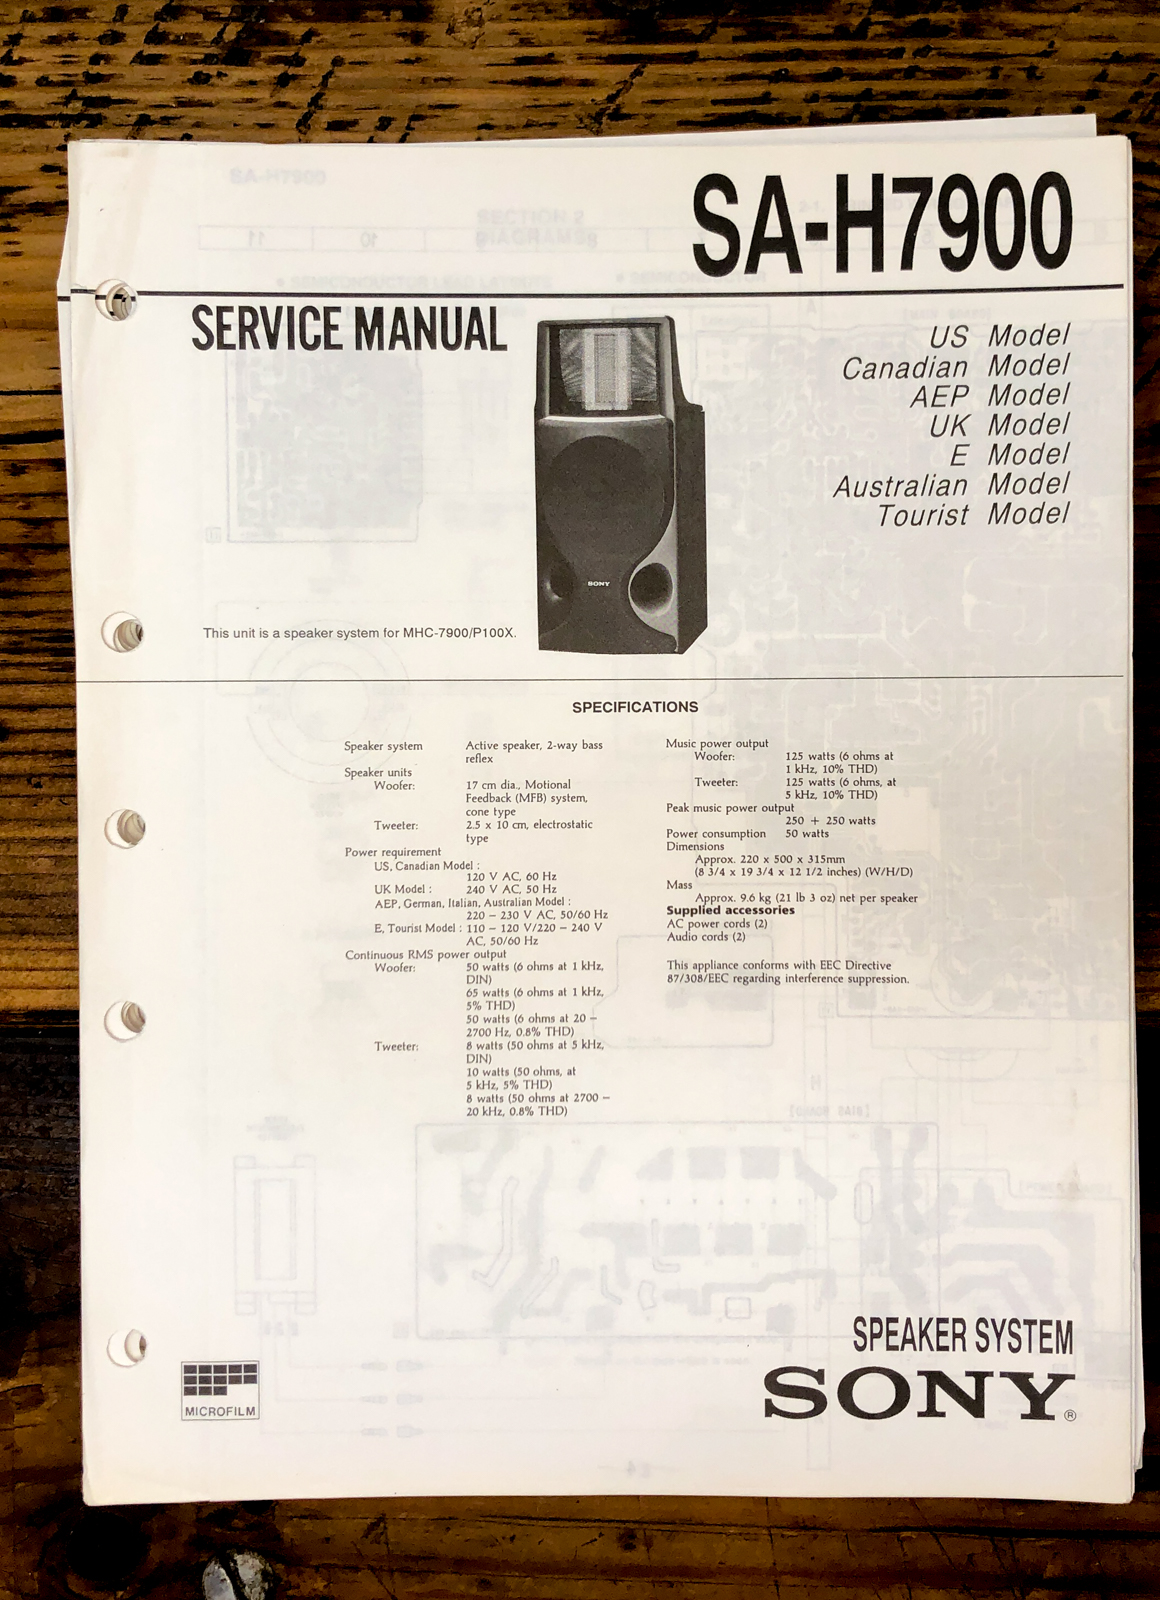 SA-H7900
SERVICE MANUAL
US Model
Canadian Model
AEP Model
UK Model
E Model
Australian Model
Tourist Model
SONY
This unit is a speaker system for MHC-7900/P100X.
SPECIFICATIONS
Speaker system Active speaker, 2-way bass
reflex
Speaker units
Woofer: 17 cm dia., Motional
Feedback (MFB) system,
cone type
Tweeter: 2.5 x 10 cm, electrostatic
type
Power requirement
US, Canadian Model :
120 V AC, 60 Hz
UK Model : 240 V AC, 50 Hz
AEP, German, Italian, Australian Model :
220 – 230 V AC, 50/60 Hz
E, Tourist Model : 110 – 120 V/220 – 240 V
AC, 50/60 Hz
Continuous RMS power output
Woofer: 50 watts (6 ohms at 1 kHz,
DIN)
65 watts (6 ohms at 1 kHz,
5% THD)
50 watts (6 ohms at 20 –
2700 Hz, 0.8% THD)
Tweeter: 8 watts (50 ohms at 5 kHz,
DIN)
10 watts (50 ohms, at
5 kHz, 5% THD)
8 watts (50 ohms at 2700 –
20 kHz, 0.8% THD)
Music power output
Woofer: 125 watts (6 ohms at
1 kHz, 10% THD)
Tweeter: 125 watts (6 ohms, at
5 kHz, 10% THD)
Peak music power output
250 + 250 watts
Power consumption 50 watts
Dimensions
Approx. 220 x 500 x 315mm
(8 3/4 x 19 3/4 x 12 1/2 inches) (W/H/D)
Mass
Approx. 9.6 kg (21 lb 3 oz) net per speaker
Supplied accessories
AC power cords (2)
Audio cords (2)
This appliance conforms with EEC Directive
87/308/EEC regarding interference suppression.
MICROFILM
SPEAKER SYSTEM
SONY®